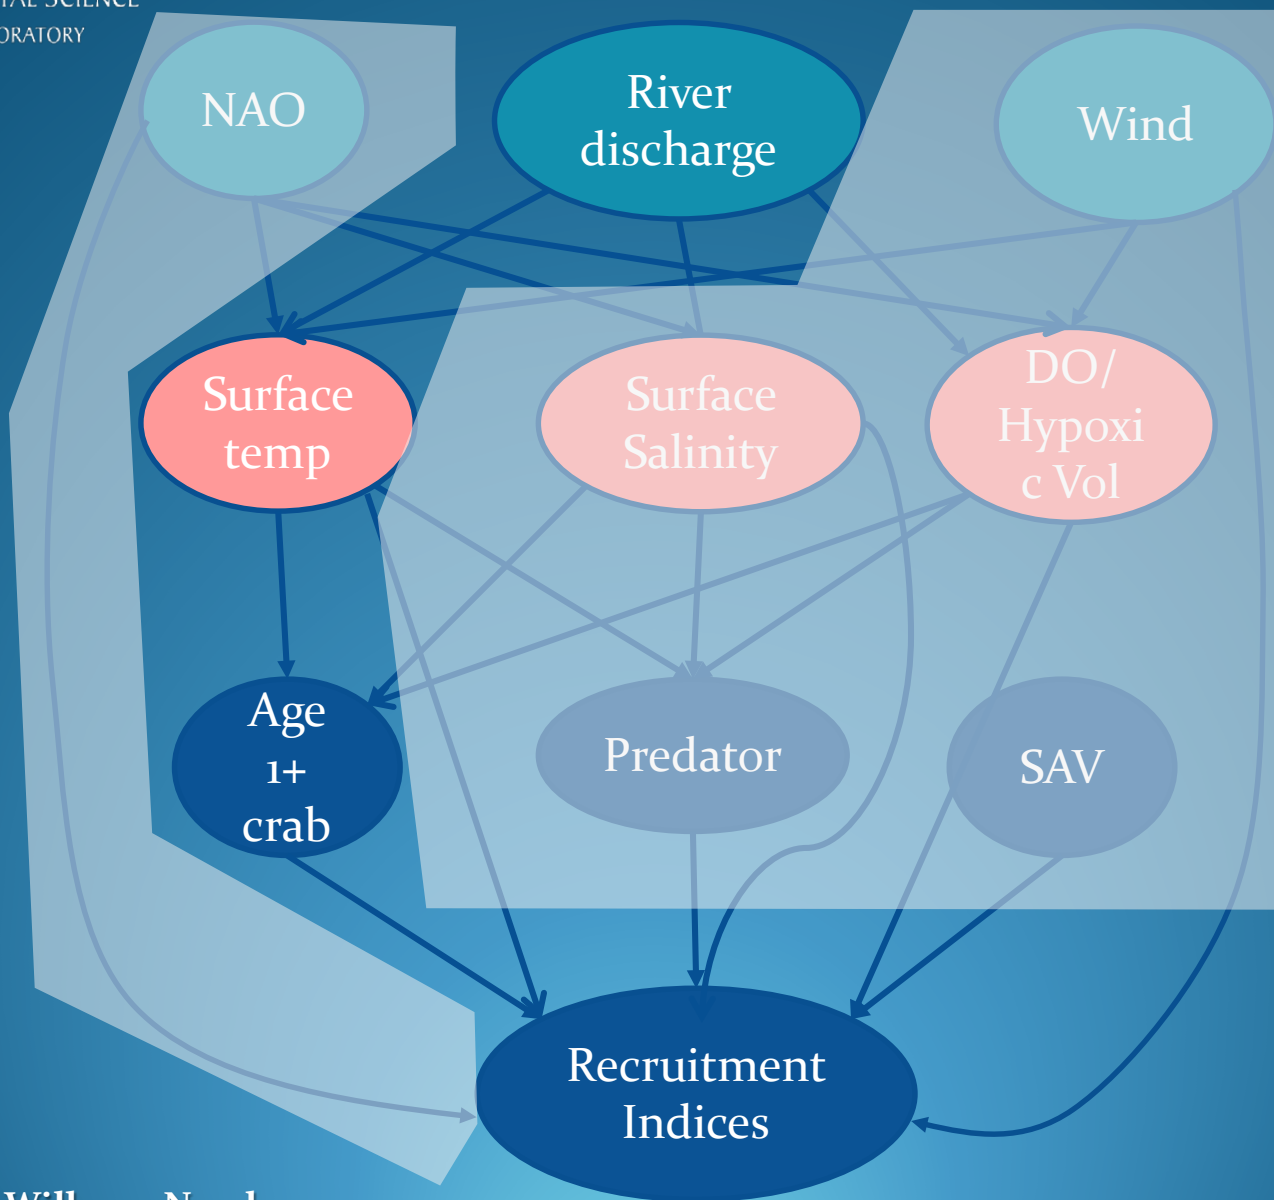 ORATORY
NAO
River
discharge
Wind
Surface
temp
Surface
Salinity
DO/
Hypoxi
c Vol
Age
1+
crab
Predator
SAV
Recruitment
Indices